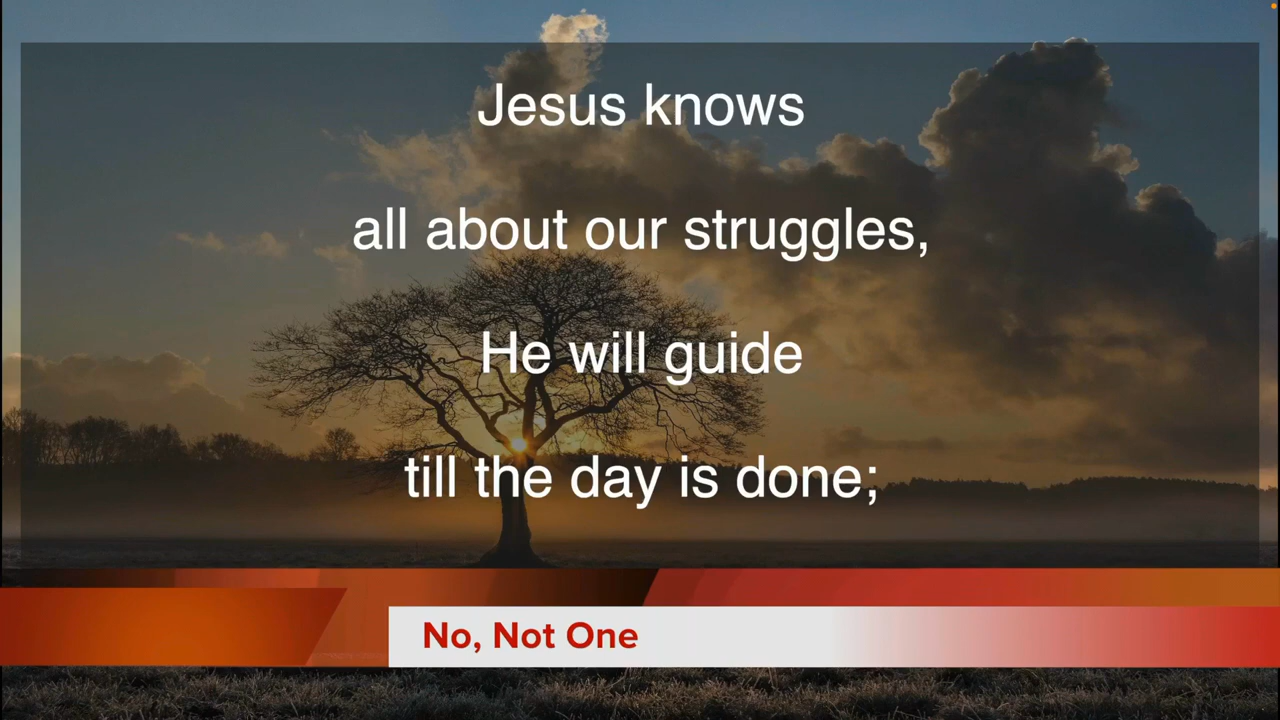 Jesus knows
all about our struggles,
He will guide
till the day is done;
No, Not One